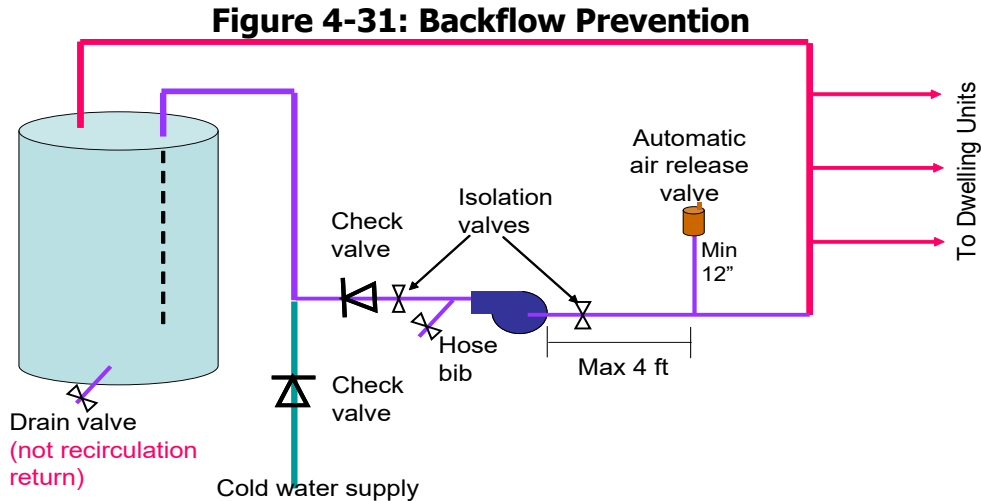 Figure 4-31: Backflow Prevention
Automatic
air release
valve
To Dwelling Units
Isolation
valves
Check
valve
Min
12”
Hose
bib
Max 4 ft
Check
valve
Drain valve
(not recirculation
return)
Cold water supply